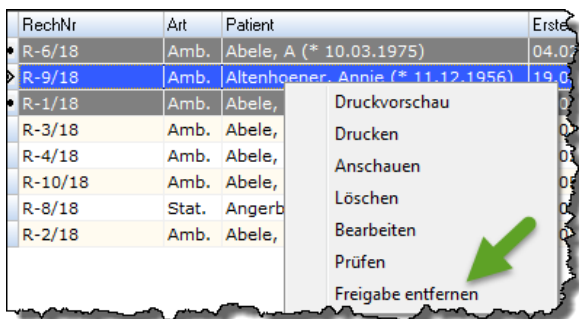 RechNr Art Patient Erste
R-6/18 Amb. Abele, A (* 10.03.1975) 04.02
R-9/18 Amb. Altenhoener, Annie (* 11.12.1956) 19.0
R-1/18 Amb. Abele,
R-3/18 Amb. Abele,
R-4/18 Amb. Abele,
R-10/18 Amb. Abele,
R-8/18 Stat. Angerb
R-2/18 Amb. Abele,
Druckvorschau
Drucken
Anschauen
Löschen
Bearbeiten
Prüfen
Freigabe entfernen